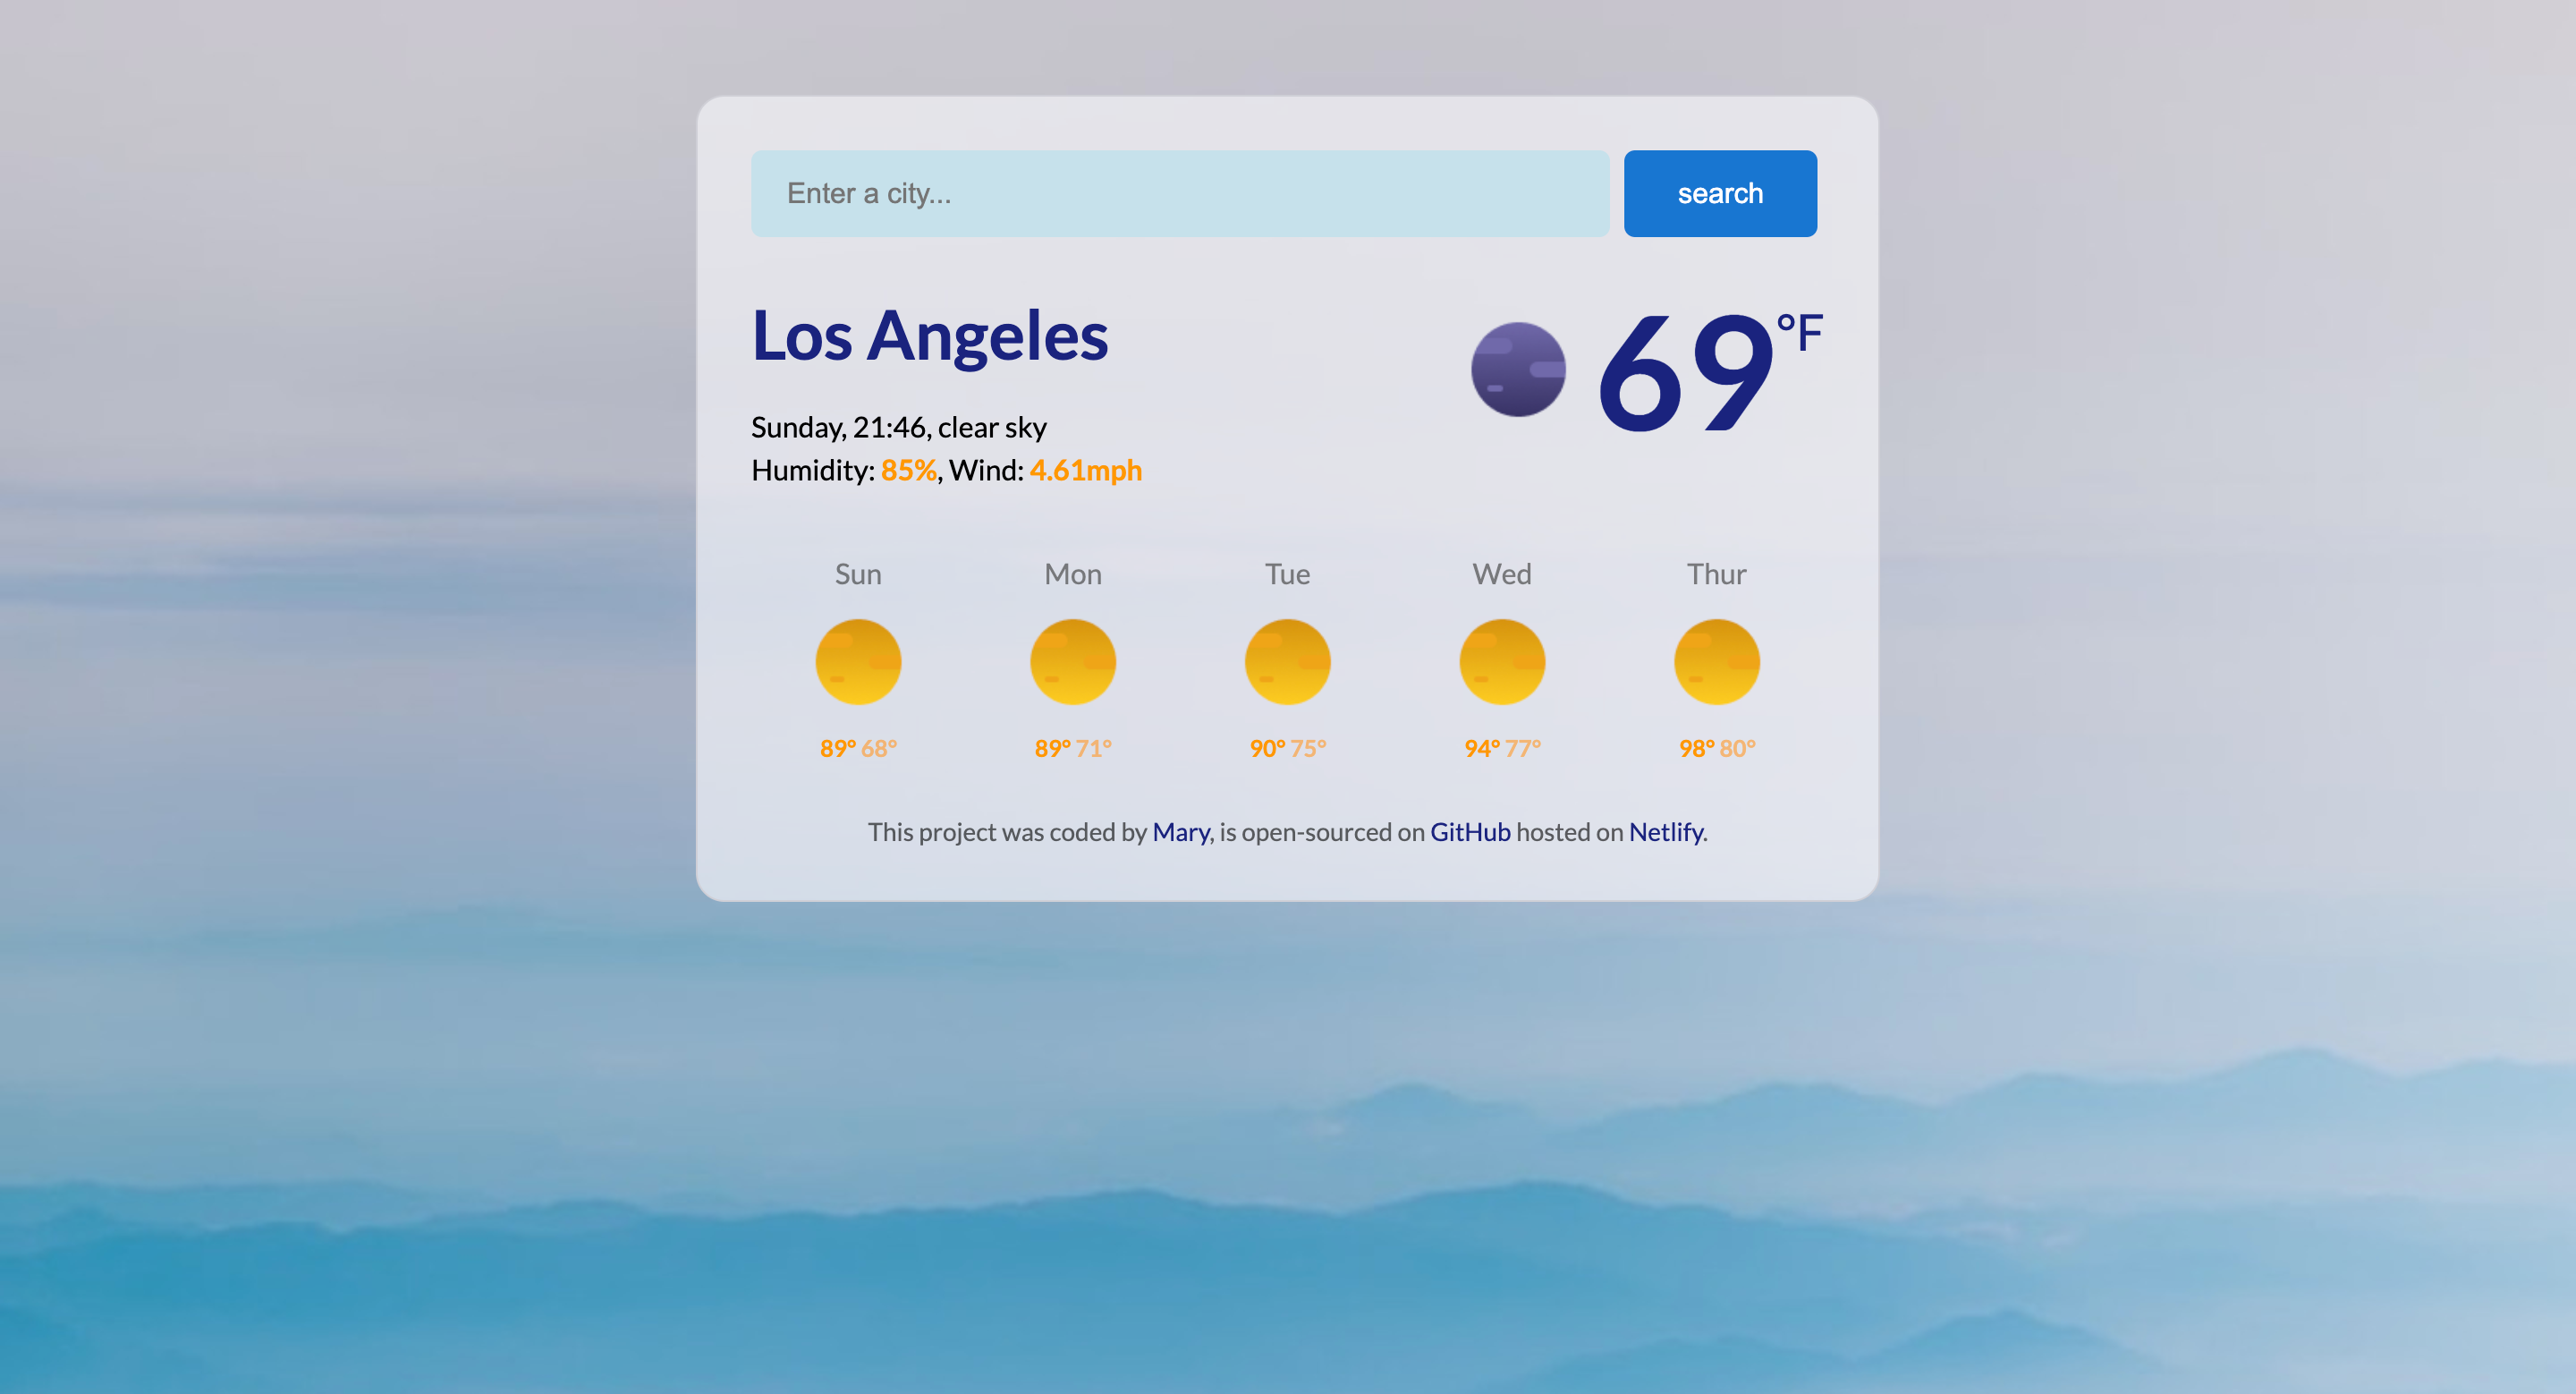 Enter a city...
search
Los Angeles
69°F
Sunday, 21:46, clear sky
Humidity: 85%, Wind: 4.61mph
Sun Mon Tue Wed Thur
89° 68° 89° 71° 90° 75° 94° 77° 98° 80°
This project was coded by Mary, is open-sourced on GitHub hosted on Netlify.